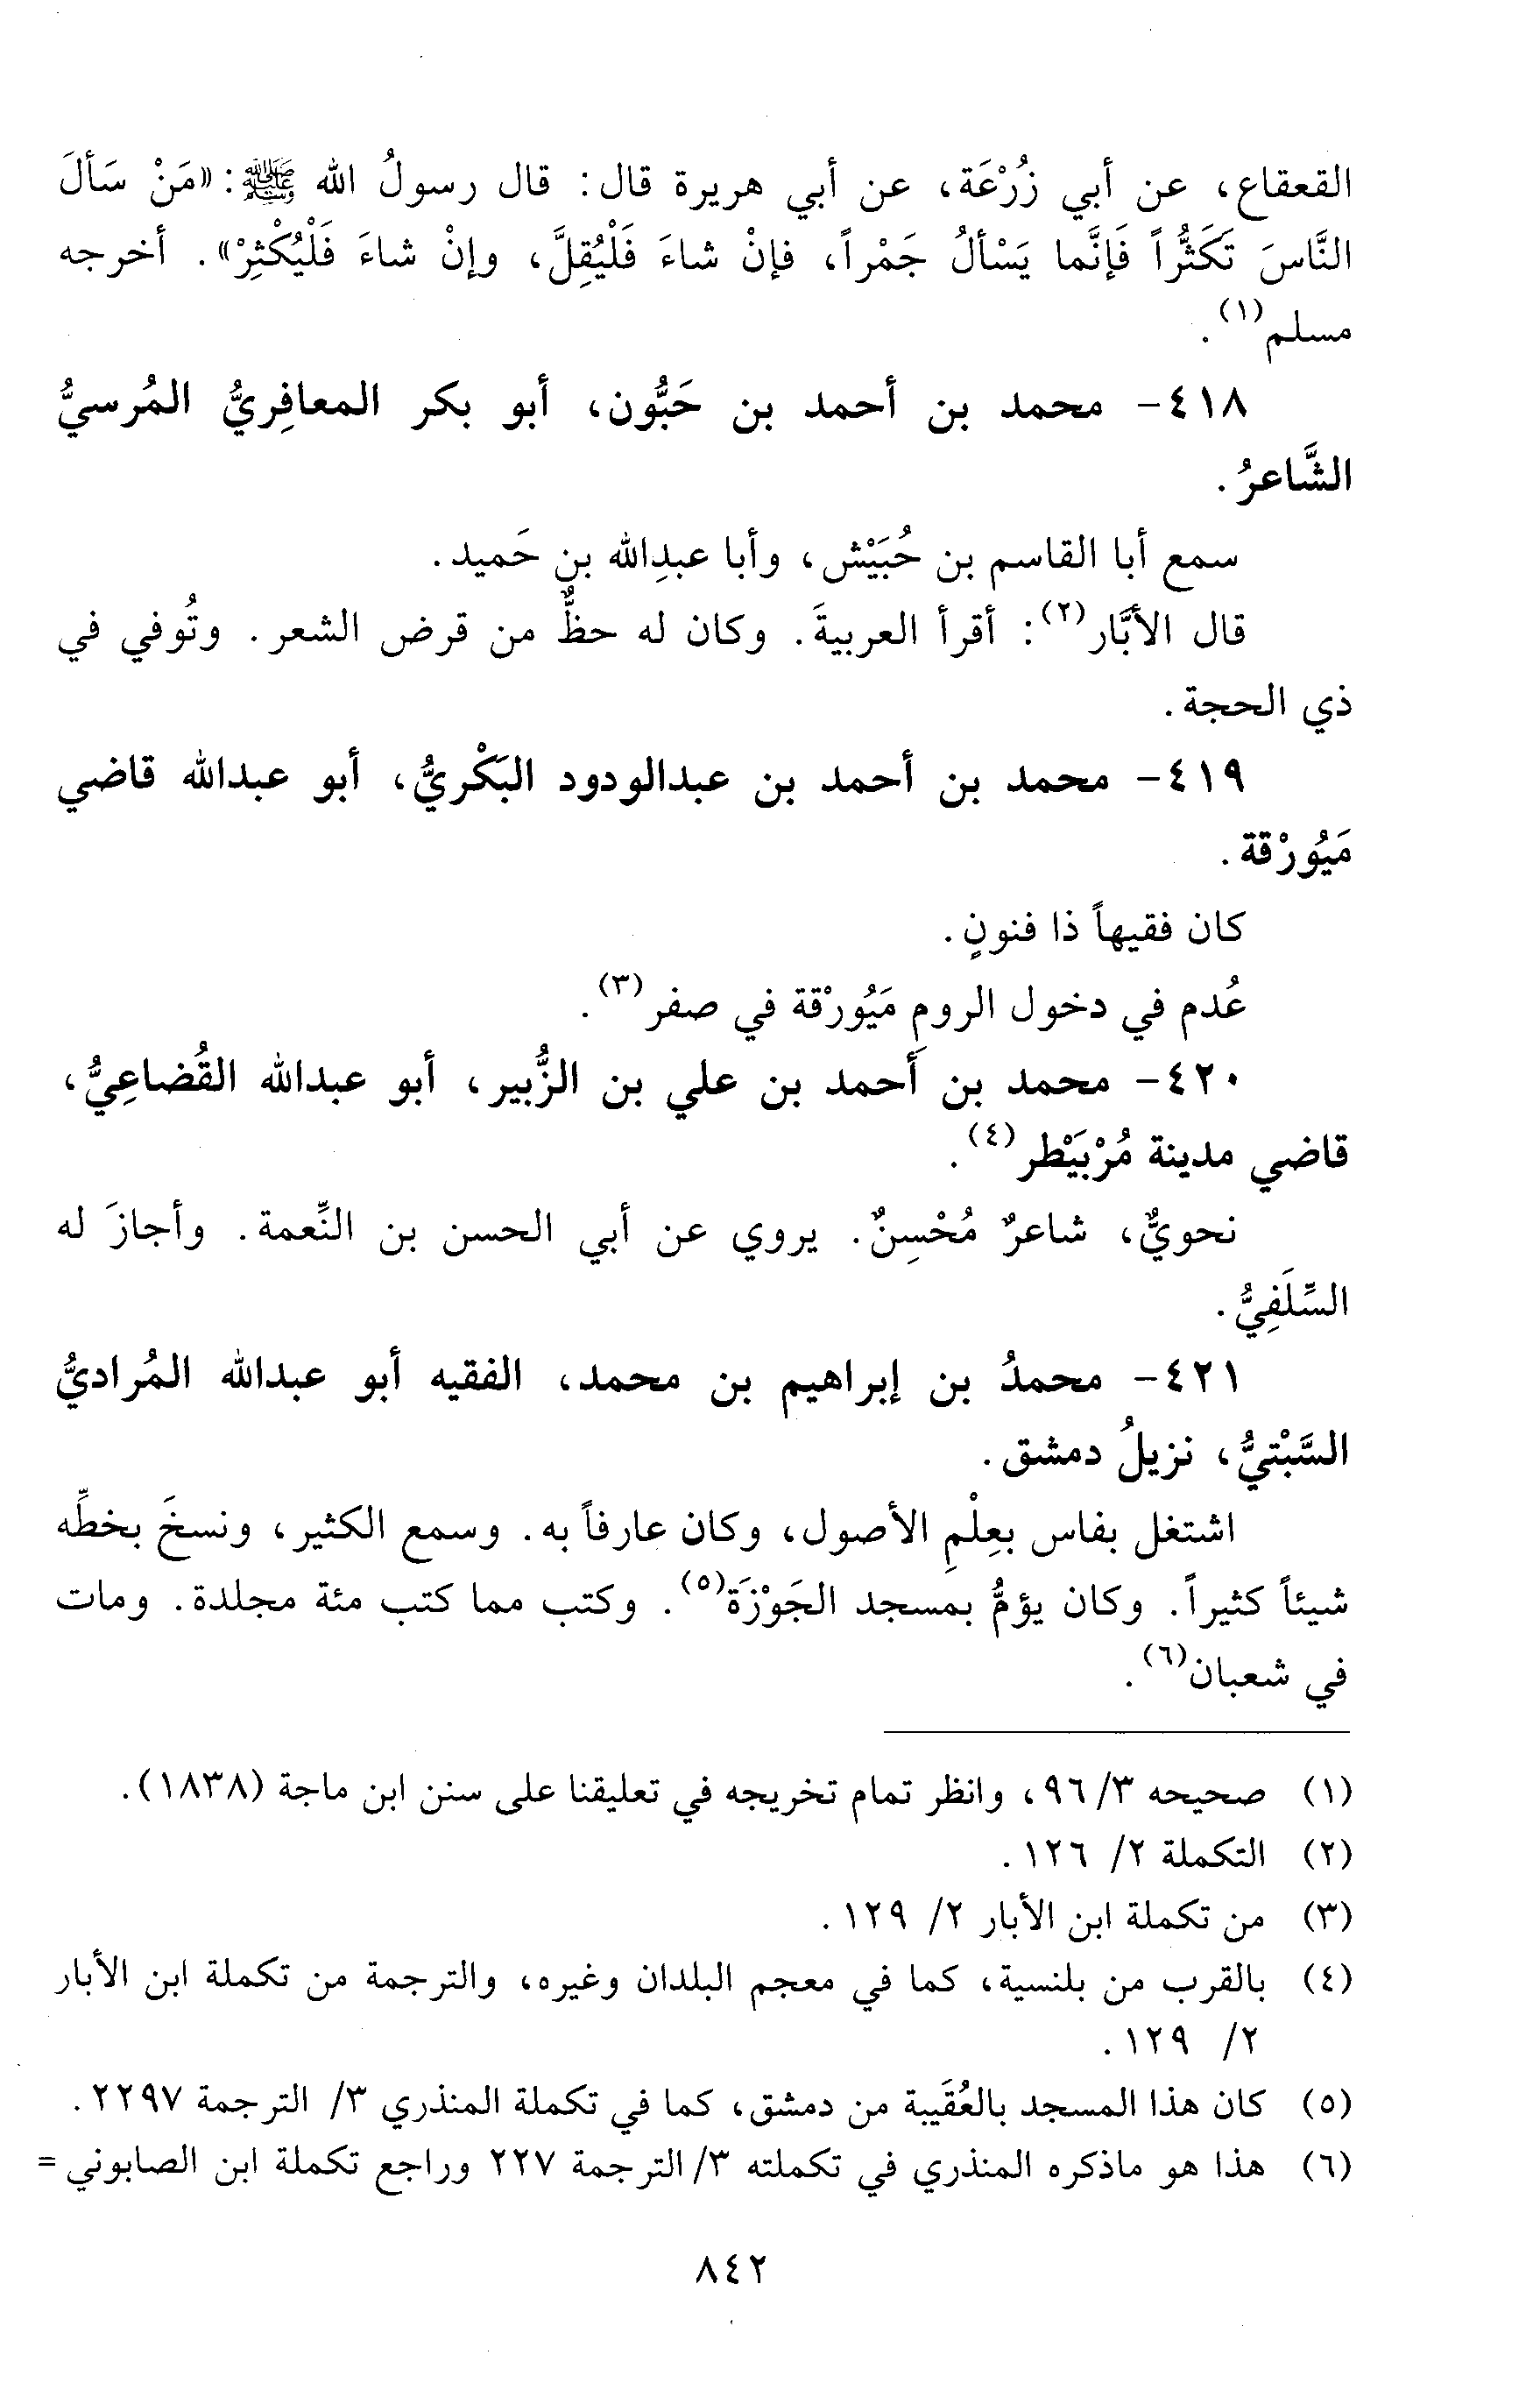 القعقاع، عن أبي زُرْعَة، عن أبي هريرة قال: قال رسولُ الله ﷺ: «مَنْ سَألَ
النَّاسَ تَكَثُّراً فَإنَّما يَسْألُ جَمْراً، فإنْ شاءَ فَلْيُقِلَّ، وإنْ شاءَ فَلْيُكْثِرْ». أخرجه
مسلم(١).
٤١٨- محمد بن أحمد بن حَبُّون، أبو بكر المعافِريُّ المُرسيُّ
الشَّاعرُ.
سمع أبا القاسم بن حُبَيْش، وأبا عبدِالله بن حَميد.
قال الأبَّار(٢): أقرأ العربيةَ. وكان له حظٌّ من قرض الشعر. وتُوفي في
ذي الحجة.
٤١٩- محمد بن أحمد بن عبدالودود البَكْريُّ، أبو عبدالله قاضي
مَيُورْقة.
كان فقيهاً ذا فنونٍ.
عُدم في دخول الرومِ مَيُورْقة في صفر(٣).
٤٢٠- محمد بن أَحمد بن علي بن الزُّبير، أبو عبدالله القُضاعِيُّ،
قاضي مدينة مُرْبَيْطر(٤).
نحويٌّ، شاعرٌ مُحْسِنٌ. يروي عن أبي الحسن بن النِّعمة. وأجازَ له
السِّلَفِيُّ.
٤٢١- محمدُ بن إبراهيم بن محمد، الفقيه أبو عبدالله المُراديُّ
السَّبْتيُّ، نزيلُ دمشق.
اشتغل بفاس بعِلْمِ الأصول، وكان عارفاً به. وسمع الكثير، ونسخَ بخطِّه
شيئاً كثيراً. وكان يؤمُّ بمسجد الجَوْزَة(٥). وكتب مما كتب مئة مجلدة. ومات
في شعبان(٦).
(١) صحيحه ٣/ ٩٦، وانظر تمام تخريجه في تعليقنا على سنن ابن ماجة (١٨٣٨).
(٢) التكملة ٢/ ١٢٦.
(٣) من تكملة ابن الأبار ٢/ ١٢٩.
(٤) بالقرب من بلنسية، كما في معجم البلدان وغيره، والترجمة من تكملة ابن الأبار
٢/ ١٢٩.
(٥) كان هذا المسجد بالعُقَيبة من دمشق، كما في تكملة المنذري ٣/ الترجمة ٢٢٩٧.
(٦) هذا هو ماذكره المنذري في تكملته ٣/ الترجمة ٢٢٧ وراجع تكملة ابن الصابوني =
٨٤٢